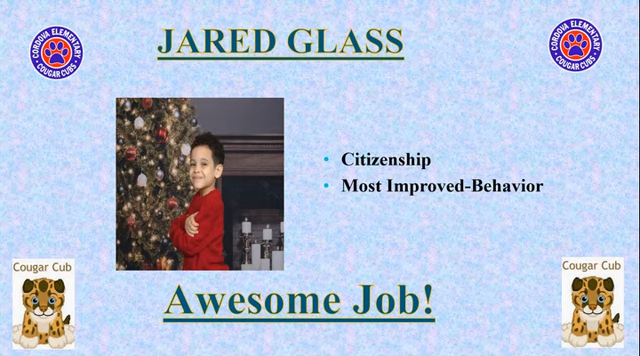 CORDOVA ELEMENTARY
COUGAR CUBS
JARED GLASS
CORDOVA ELEMENTARY
COUGAR CUBS
• Citizenship
• Most Improved-Behavior
Cougar Cub
Awesome Job!
Cougar Cub